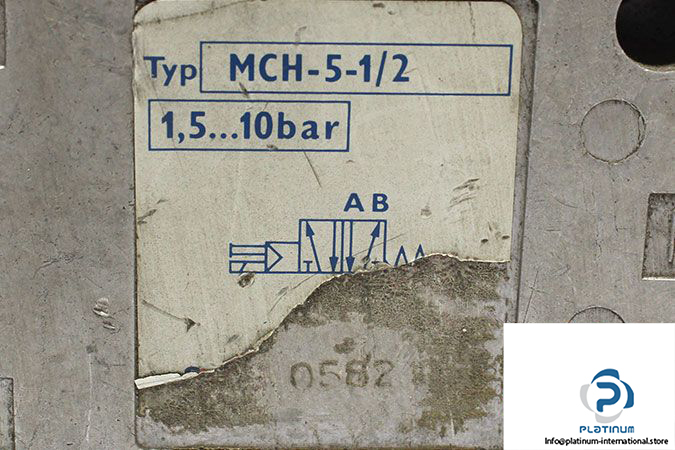 Typ MCH-5-1/2
1,5...10bar
A B
0582
PLATINUM
Info@platinum-international.store